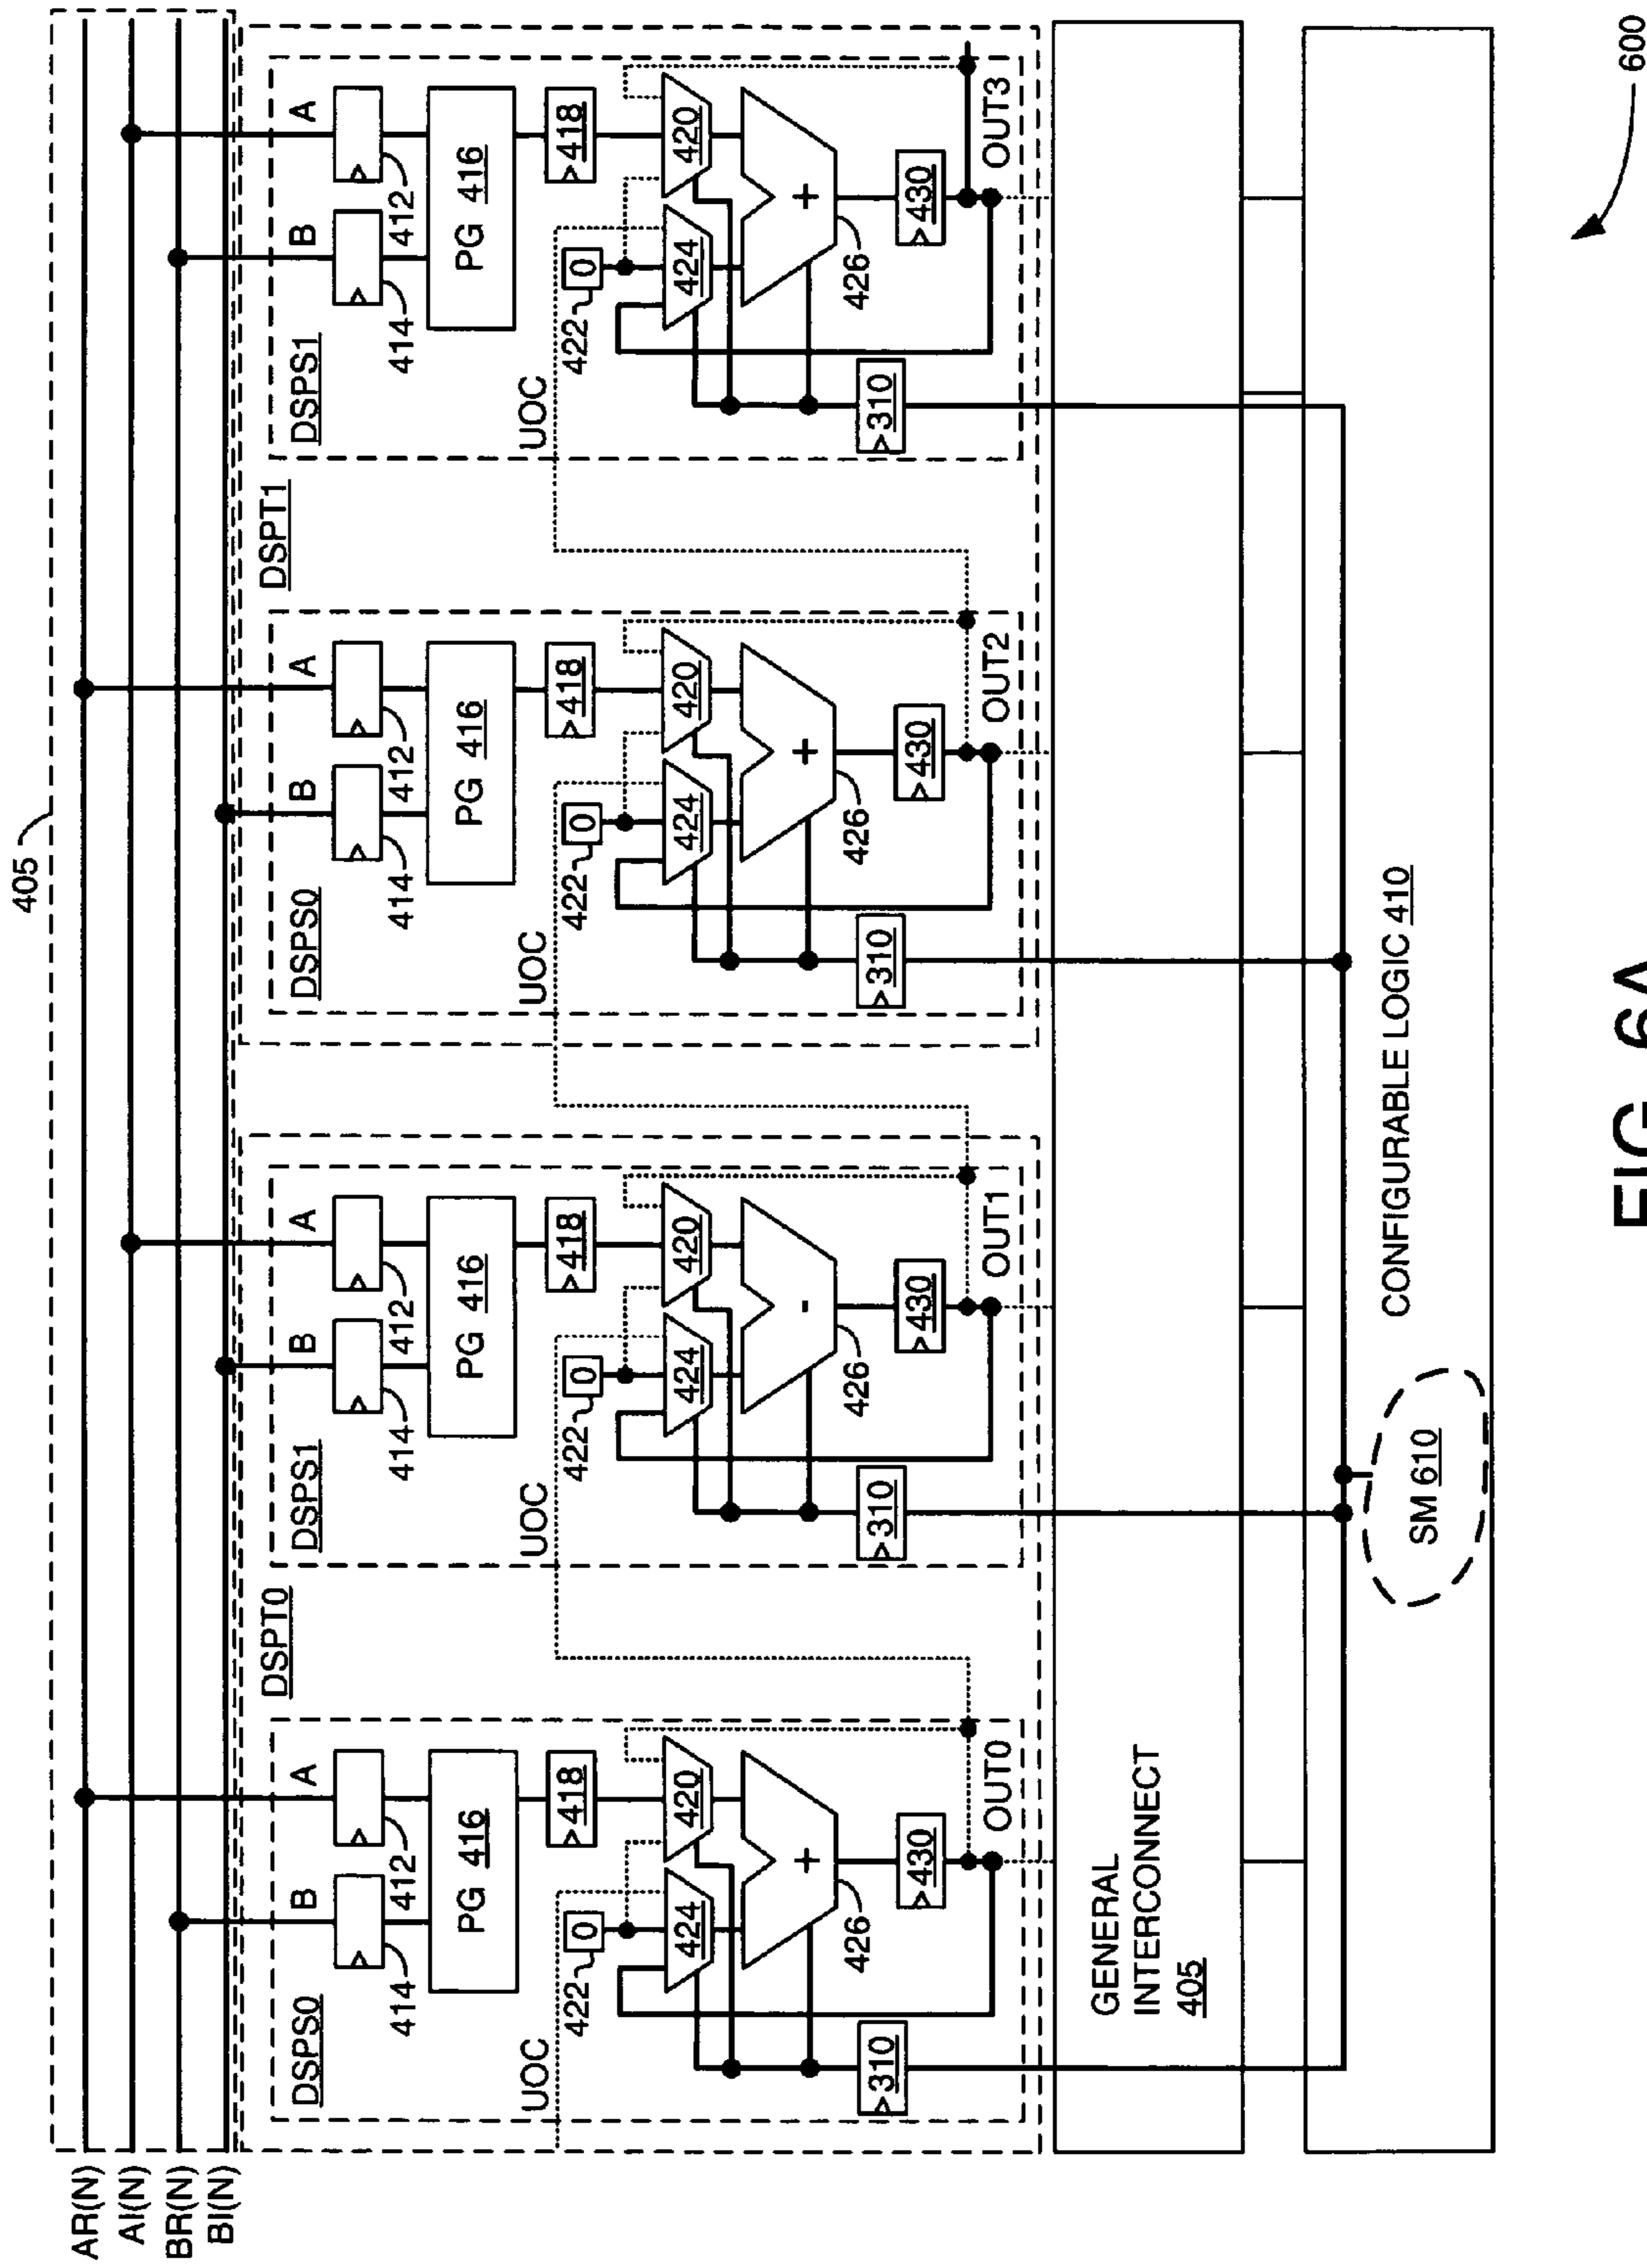 405
AR(N)
AI(N)
BR(N)
BI(N)
DSPT0 DSPT1
DSPS0 B A DSPS1 B A DSPS0 B A DSPS1 B A
414 412 414 412 414 412 414 412
PG 416 PG 416 PG 416 PG 416
UOC UOC UOC UOC
422 0 418 422 0 418 422 0 418 422 0 418
424 420 424 420 424 420 424 420
+ - + +
426 426 426 426
310 430 310 430 310 430 310 430
OUT0 OUT1 OUT2 OUT3
GENERAL
INTERCONNECT
405
CONFIGURABLE LOGIC 410
SM 610
600
FIG. 6A